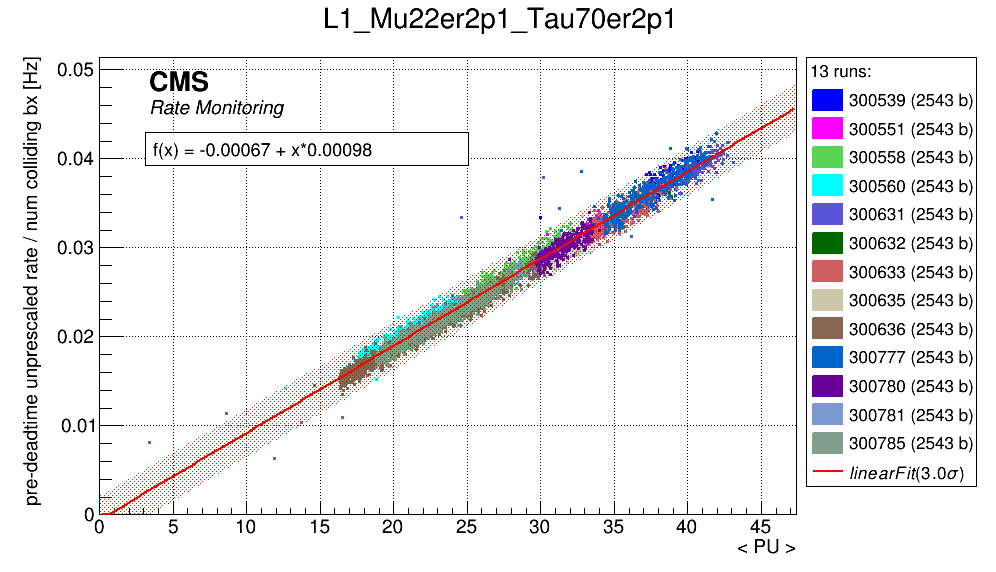 L1_Mu22er2p1_Tau70er2p1
pre-deadtime unprescaled rate / num colliding bx [Hz]
0.05
0.04
0.03
0.02
0.01
0
CMS
Rate Monitoring
f(x) = -0.00067 + x*0.00098
0 5 10 15 20 25 30 35 40 45
< PU >
13 runs:
300539 (2543 b)
300551 (2543 b)
300558 (2543 b)
300560 (2543 b)
300631 (2543 b)
300632 (2543 b)
300633 (2543 b)
300635 (2543 b)
300636 (2543 b)
300777 (2543 b)
300780 (2543 b)
300781 (2543 b)
300785 (2543 b)
linearFit(3.0σ)